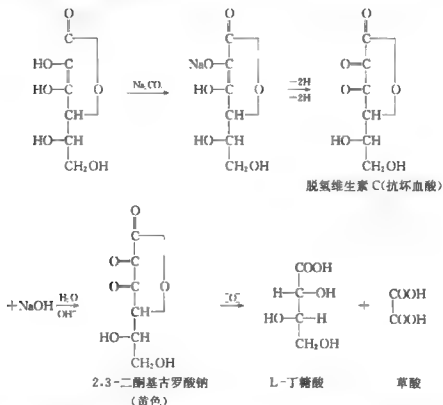 O
C
HO—C
HO—C
O
CH
HO—CH
CH₂OH
Na₂CO₃
O
C
NaO—C
HO—C
O
CH
HO—CH
CH₂OH
−2H
−2H
O
C
O=C
O=C
O
CH
HO—CH
CH₂OH
脱氢维生素 C(抗坏血酸)
+NaOH
H₂O
OH⁻
O
C
O=C
O=C
O
CH
HO—CH
CH₂OH
2.3-二酮基古罗酸钠
(黄色)
COOH
H—C—OH
HO—C—H
CH₂OH
L-丁糖酸
+
COOH
COOH
草酸